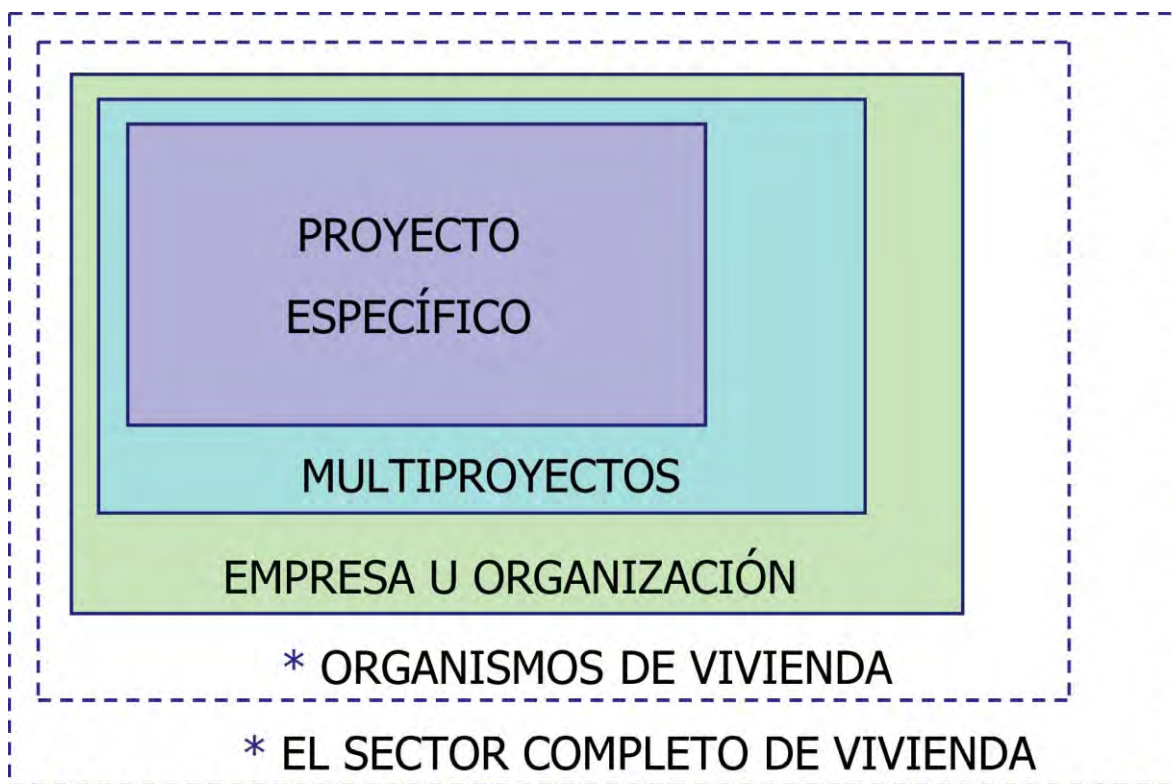 PROYECTO
ESPECÍFICO
MULTIPROYECTOS
EMPRESA U ORGANIZACIÓN
* ORGANISMOS DE VIVIENDA
* EL SECTOR COMPLETO DE VIVIENDA